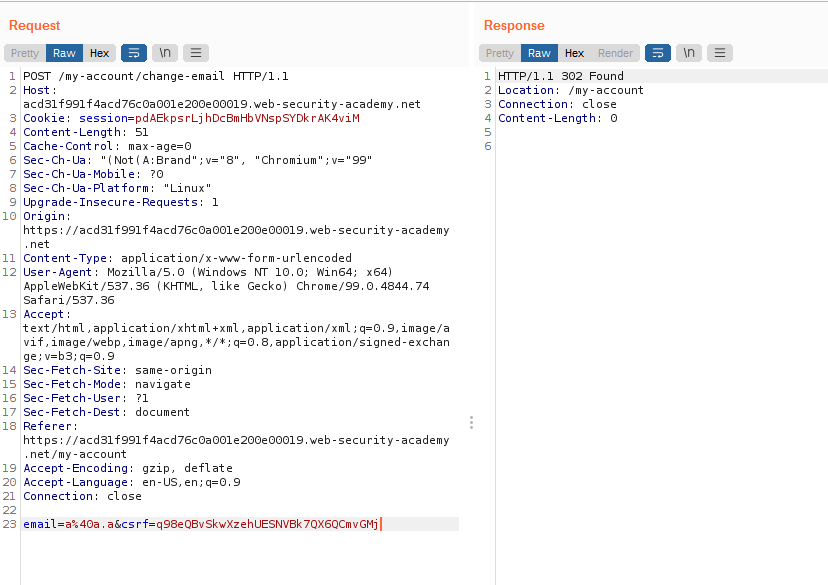 Request
Pretty Raw Hex \n
1 POST /my-account/change-email HTTP/1.1
2 Host:
acd31f991f4acd76c0a001e200e00019.web-security-academy.net
3 Cookie: session=pdAEkpsrLjhDcBmHbVNspSYDkrAK4viM
4 Content-Length: 51
5 Cache-Control: max-age=0
6 Sec-Ch-Ua: "(Not(A:Brand";v="8", "Chromium";v="99"
7 Sec-Ch-Ua-Mobile: ?0
8 Sec-Ch-Ua-Platform: "Linux"
9 Upgrade-Insecure-Requests: 1
10 Origin:
https://acd31f991f4acd76c0a001e200e00019.web-security-academy
.net
11 Content-Type: application/x-www-form-urlencoded
12 User-Agent: Mozilla/5.0 (Windows NT 10.0; Win64; x64)
AppleWebKit/537.36 (KHTML, like Gecko) Chrome/99.0.4844.74
Safari/537.36
13 Accept:
text/html,application/xhtml+xml,application/xml;q=0.9,image/a
vif,image/webp,image/apng,*/*;q=0.8,application/signed-exchan
ge;v=b3;q=0.9
14 Sec-Fetch-Site: same-origin
15 Sec-Fetch-Mode: navigate
16 Sec-Fetch-User: ?1
17 Sec-Fetch-Dest: document
18 Referer:
https://acd31f991f4acd76c0a001e200e00019.web-security-academy
.net/my-account
19 Accept-Encoding: gzip, deflate
20 Accept-Language: en-US,en;q=0.9
21 Connection: close
22
23 email=a%40a.a&csrf=q98eQBvSkwXzehUESNVBk7QX6QCmvGMj
Response
Pretty Raw Hex Render \n
1 HTTP/1.1 302 Found
2 Location: /my-account
3 Connection: close
4 Content-Length: 0
5
6